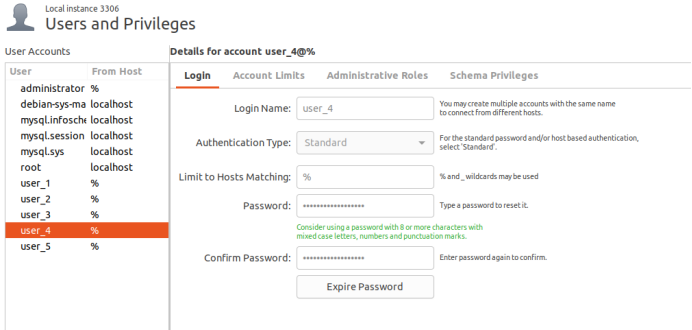 Local instance 3306
Users and Privileges
User Accounts
User From Host
administrator %
debian-sys-ma localhost
mysql.infosche localhost
mysql.session localhost
mysql.sys localhost
root localhost
user_1 %
user_2 %
user_3 %
user_4 %
user_5 %
Details for account user_4@%
Login Account Limits Administrative Roles Schema Privileges
Login Name: user_4 You may create multiple accounts with the same name
to connect from different hosts.
Authentication Type: Standard For the standard password and/or host based authentication,
select 'Standard'.
Limit to Hosts Matching: % % and _ wildcards may be used
Password: •••••••••••••••••• Type a password to reset it.
Consider using a password with 8 or more characters with
mixed case letters, numbers and punctuation marks.
Confirm Password: •••••••••••••••••• Enter password again to confirm.
Expire Password